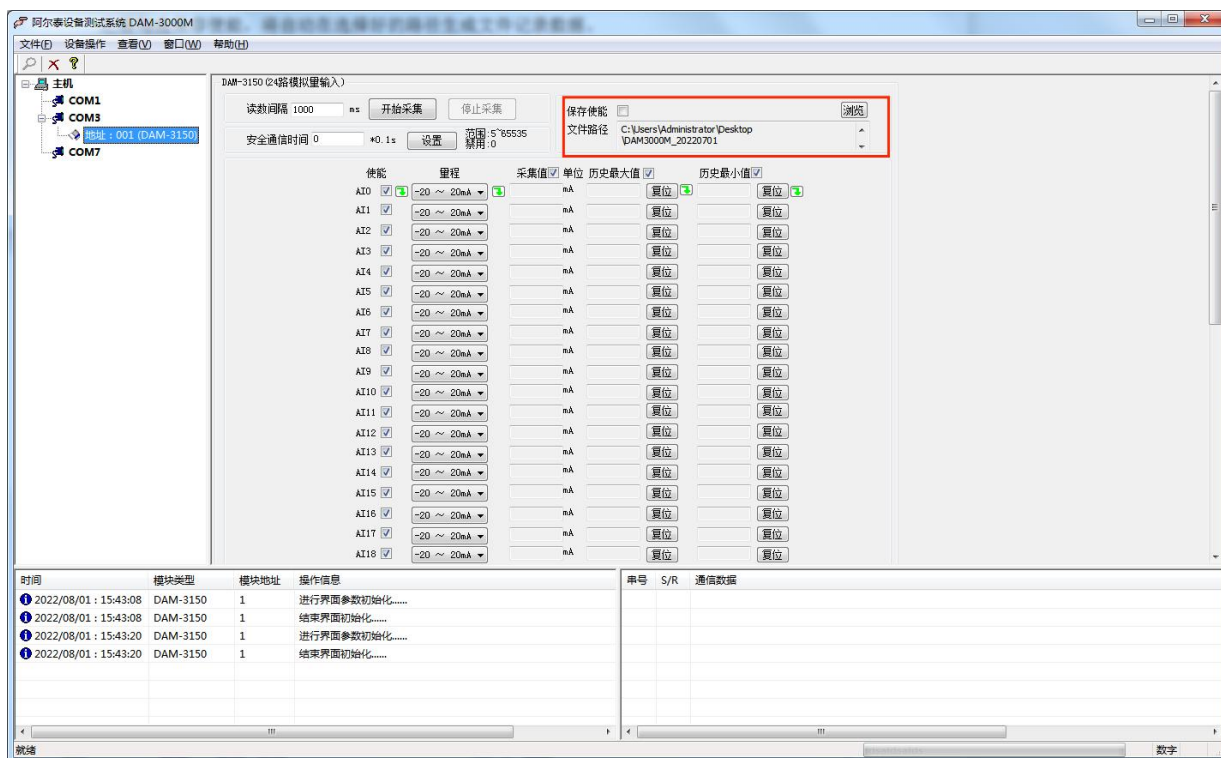 阿尔泰设备测试系统 DAM-3000M
文件(F) 设备操作 查看(V) 窗口(W) 帮助(H)
主机
COM1
COM3
地址：001 (DAM-3150)
COM7
DAM-3150(24路模拟量输入)
读数间隔 1000 ms 开始采集 停止采集
安全通信时间 0 *0.1s 设置 范围:5~65535
禁用:0
保存使能 浏览
文件路径 C:\Users\Administrator\Desktop
\DAM3000M_20220701
使能 量程 采集值 单位 历史最大值 历史最小值
AI0 -20 ～ 20mA mA 复位 复位
AI1 -20 ～ 20mA mA 复位 复位
AI2 -20 ～ 20mA mA 复位 复位
AI3 -20 ～ 20mA mA 复位 复位
AI4 -20 ～ 20mA mA 复位 复位
AI5 -20 ～ 20mA mA 复位 复位
AI6 -20 ～ 20mA mA 复位 复位
AI7 -20 ～ 20mA mA 复位 复位
AI8 -20 ～ 20mA mA 复位 复位
AI9 -20 ～ 20mA mA 复位 复位
AI10 -20 ～ 20mA mA 复位 复位
AI11 -20 ～ 20mA mA 复位 复位
AI12 -20 ～ 20mA mA 复位 复位
AI13 -20 ～ 20mA mA 复位 复位
AI14 -20 ～ 20mA mA 复位 复位
AI15 -20 ～ 20mA mA 复位 复位
AI16 -20 ～ 20mA mA 复位 复位
AI17 -20 ～ 20mA mA 复位 复位
AI18 -20 ～ 20mA mA 复位 复位
时间 模块类型 模块地址 操作信息
2022/08/01 : 15:43:08 DAM-3150 1 进行界面参数初始化......
2022/08/01 : 15:43:08 DAM-3150 1 结束界面初始化......
2022/08/01 : 15:43:20 DAM-3150 1 进行界面参数初始化......
2022/08/01 : 15:43:20 DAM-3150 1 结束界面初始化......
串号 S/R 通信数据
就绪 数字